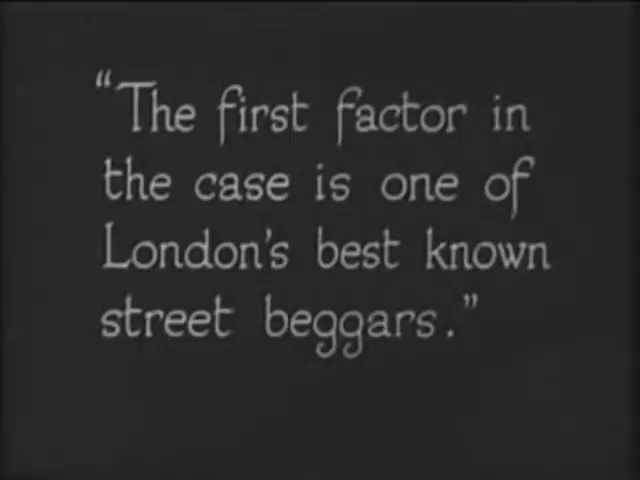 “The first factor in
the case is one of
London's best known
street beggars.”